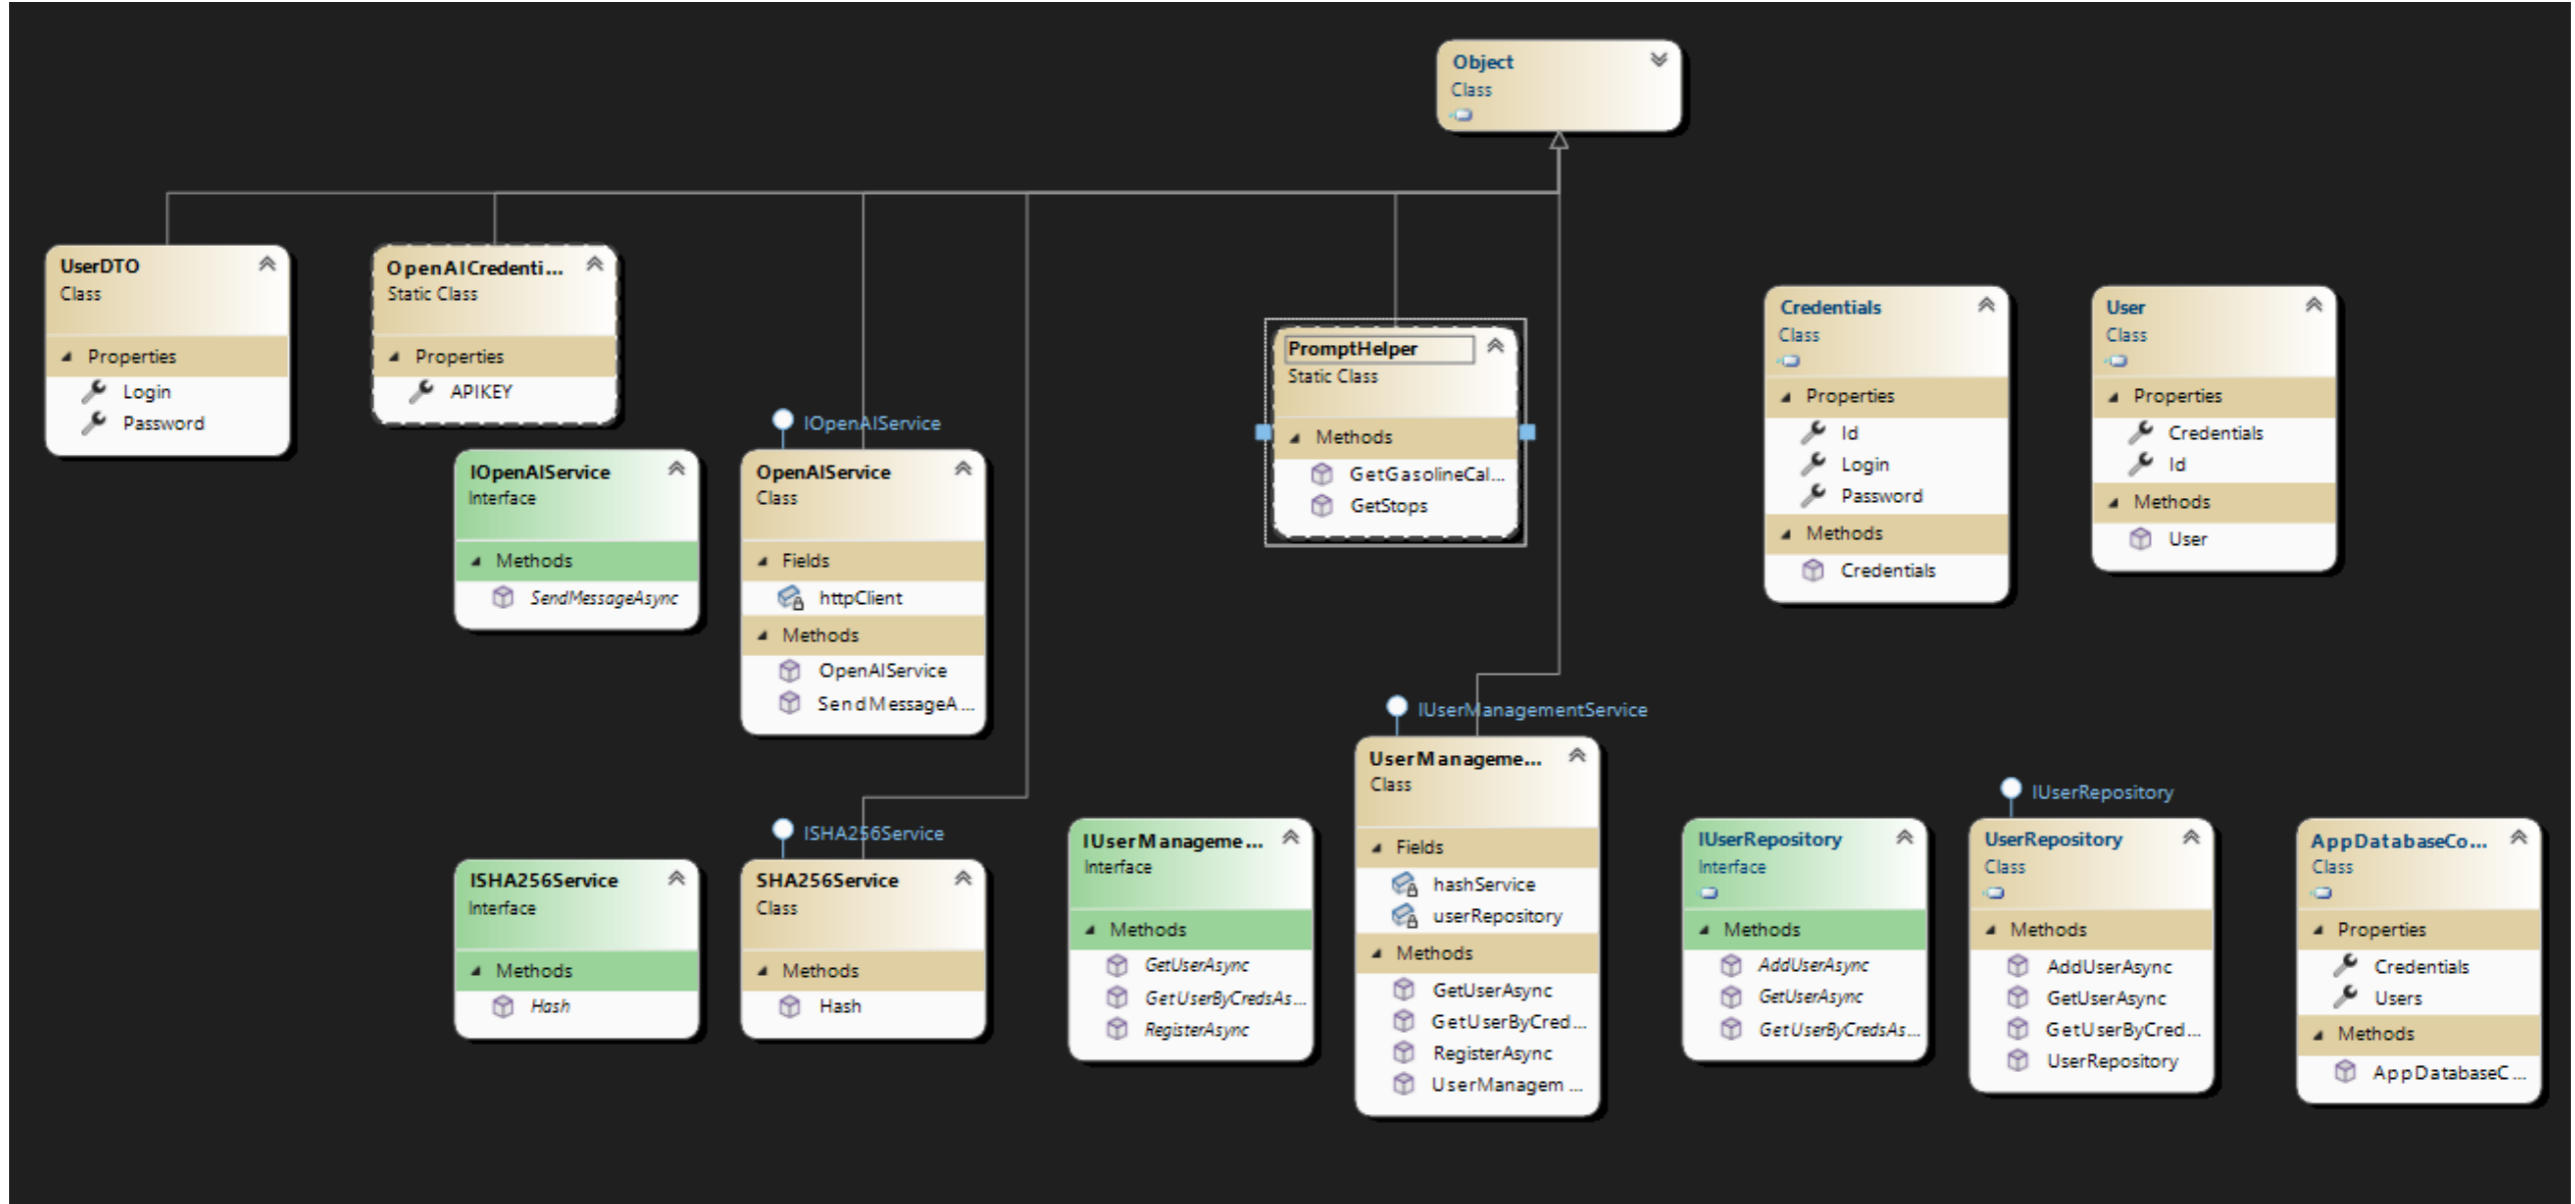 Object
Class
UserDTO
Class
Properties
Login
Password
OpenAICredenti...
Static Class
Properties
APIKEY
IOpenAIService
Interface
Methods
SendMessageAsync
IOpenAIService
OpenAIService
Class
Fields
httpClient
Methods
OpenAIService
SendMessageA...
PromptHelper
Static Class
Methods
GetGasolineCal...
GetStops
Credentials
Class
Properties
Id
Login
Password
Methods
Credentials
User
Class
Properties
Credentials
Id
Methods
User
ISHA256Service
Interface
Methods
Hash
ISHA256Service
SHA256Service
Class
Methods
Hash
IUserManageme...
Interface
Methods
GetUserAsync
GetUserByCredsAs...
RegisterAsync
IUserManagementService
UserManageme...
Class
Fields
hashService
userRepository
Methods
GetUserAsync
GetUserByCred...
RegisterAsync
UserManagem...
IUserRepository
Interface
Methods
AddUserAsync
GetUserAsync
GetUserByCredsAs...
IUserRepository
UserRepository
Class
Methods
AddUserAsync
GetUserAsync
GetUserByCred...
UserRepository
AppDatabaseCo...
Class
Properties
Credentials
Users
Methods
AppDatabaseC...